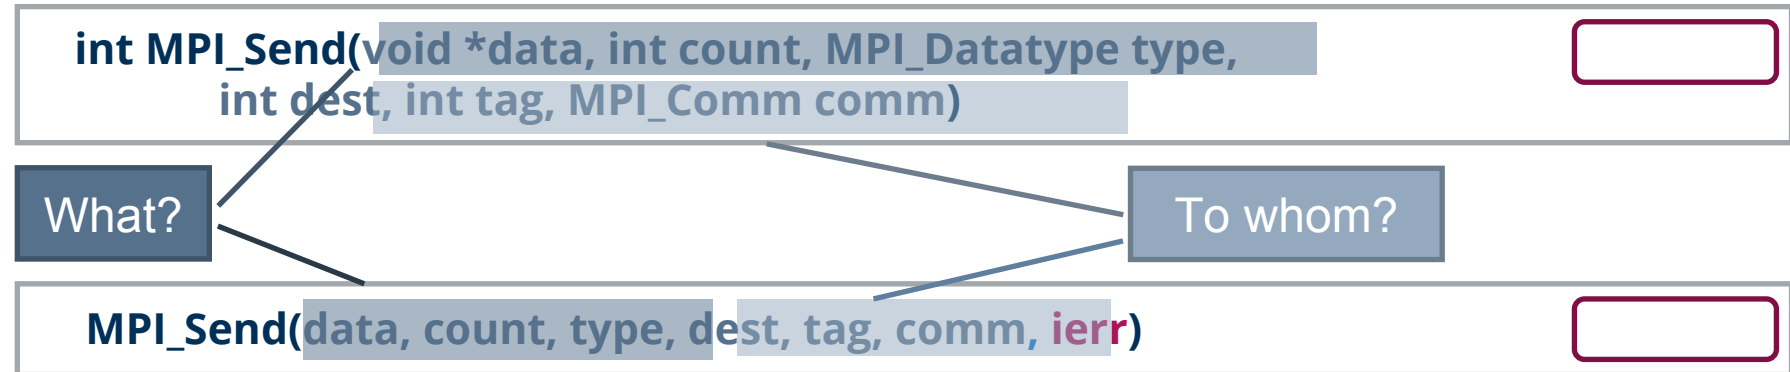 int MPI_Send(void *data, int count, MPI_Datatype type,
int dest, int tag, MPI_Comm comm)
What?
To whom?
MPI_Send(data, count, type, dest, tag, comm, ierr)